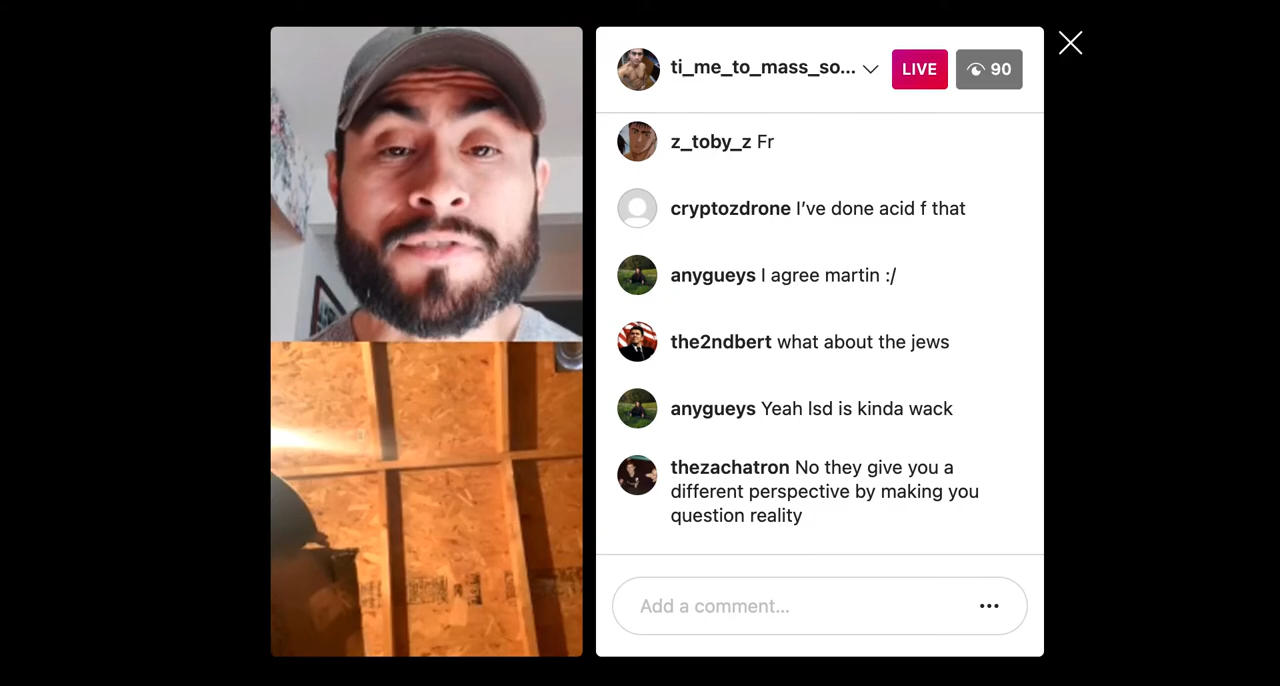 ti_me_to_mass_so...
LIVE
90
z_toby_z Fr
cryptozdrone I’ve done acid f that
anygueys I agree martin :/
the2ndbert what about the jews
anygueys Yeah lsd is kinda wack
thezachatron No they give you a
different perspective by making you
question reality
Add a comment...